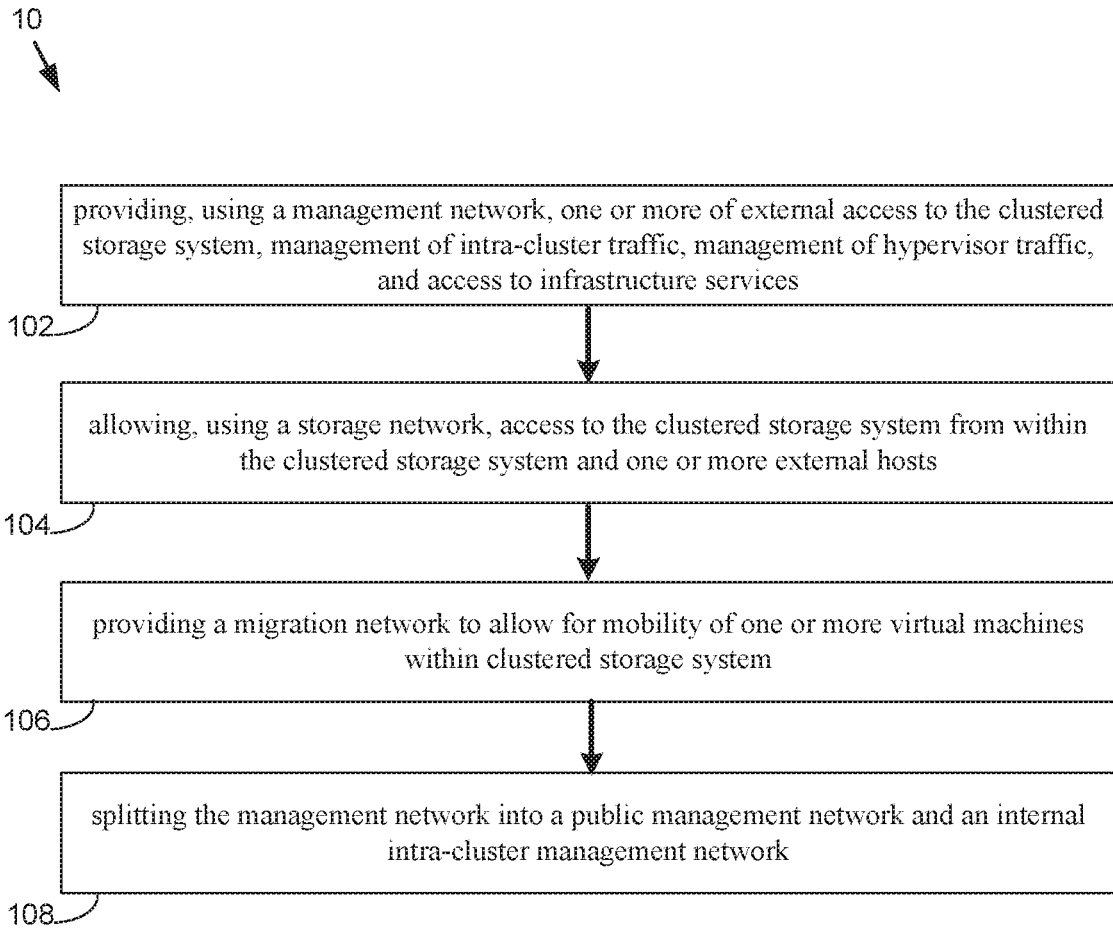 10
providing, using a management network, one or more of external access to the clustered
storage system, management of intra-cluster traffic, management of hypervisor traffic,
and access to infrastructure services
102
allowing, using a storage network, access to the clustered storage system from within
the clustered storage system and one or more external hosts
104
providing a migration network to allow for mobility of one or more virtual machines
within clustered storage system
106
splitting the management network into a public management network and an internal
intra-cluster management network
108